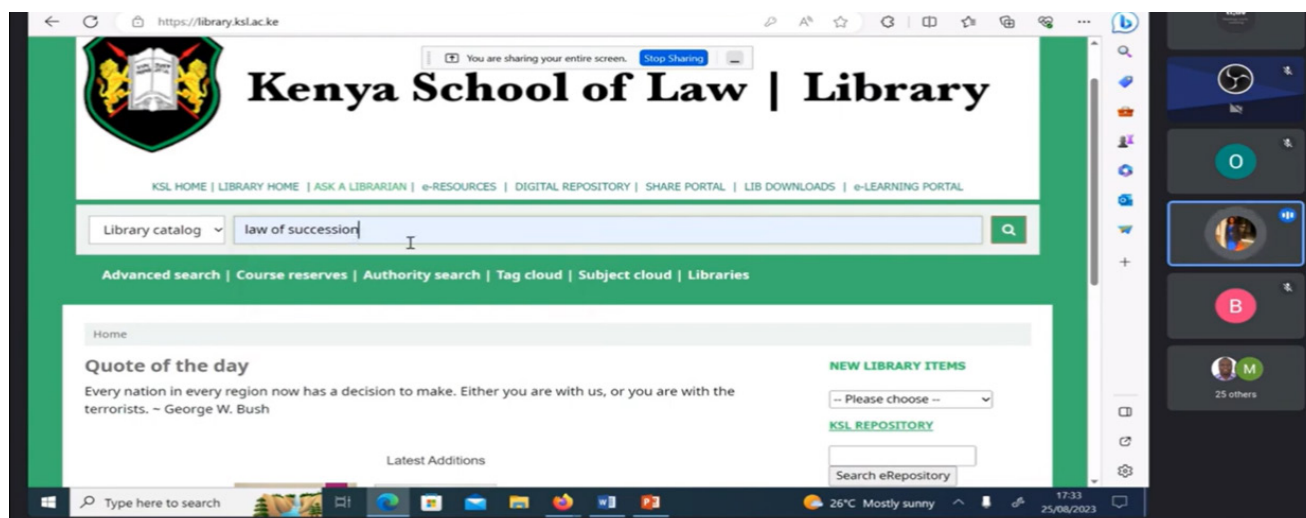 https://library.ksl.ac.ke
You are sharing your entire screen. Stop Sharing
Kenya School of Law | Library
KSL HOME | LIBRARY HOME | ASK A LIBRARIAN | e-RESOURCES | DIGITAL REPOSITORY | SHARE PORTAL | LIB DOWNLOADS | e-LEARNING PORTAL
Library catalog law of succession
Advanced search | Course reserves | Authority search | Tag cloud | Subject cloud | Libraries
Home
Quote of the day
Every nation in every region now has a decision to make. Either you are with us, or you are with the
terrorists. ~ George W. Bush
Latest Additions
NEW LIBRARY ITEMS
-- Please choose --
KSL REPOSITORY
Search eRepository
O
B
M
25 others
Type here to search
26°C Mostly sunny
17:33
25/08/2023